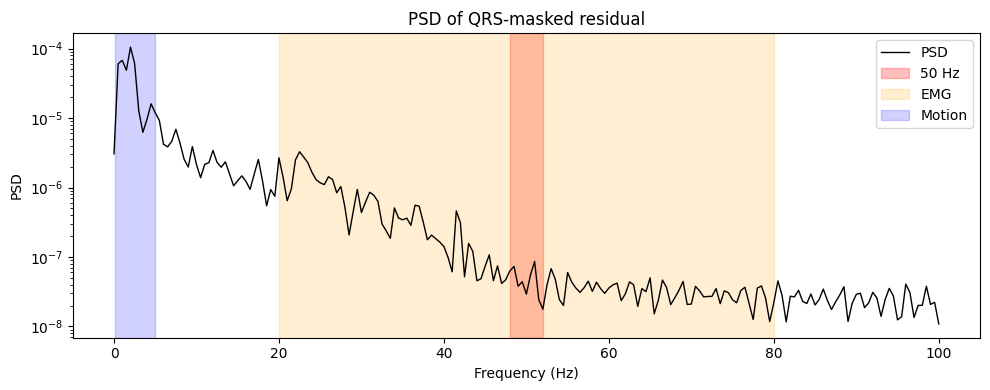 PSD of QRS-masked residual
PSD
10⁻⁴
10⁻⁵
10⁻⁶
10⁻⁷
10⁻⁸
0
20
40
60
80
100
Frequency (Hz)
PSD
50 Hz
EMG
Motion